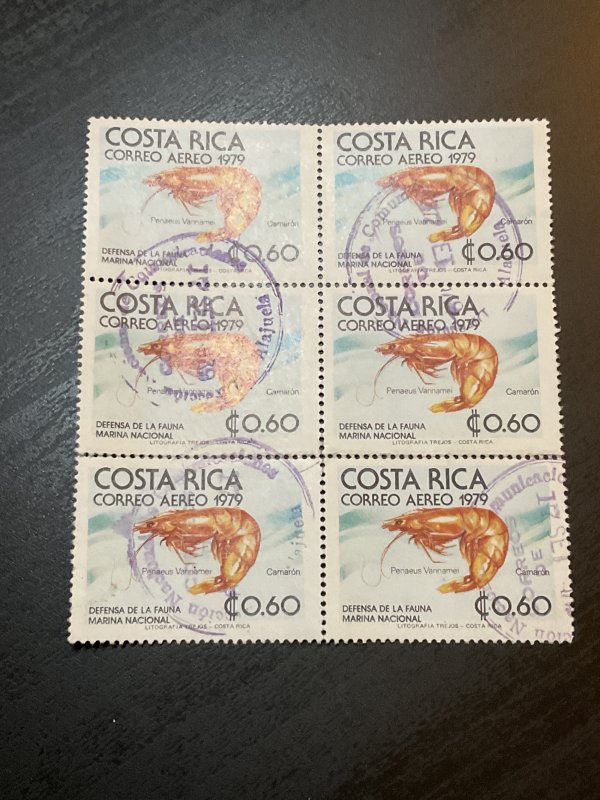 COSTA RICA
CORREO AEREO 1979
Penaeus Vannamei Camarón
DEFENSA DE LA FAUNA
MARINA NACIONAL
₡0.60
LITOGRAFIA TREJOS - COSTA RICA
COSTA RICA
CORREO AEREO 1979
Penaeus Vannamei Camarón
DEFENSA DE LA FAUNA
MARINA NACIONAL
₡0.60
LITOGRAFIA TREJOS - COSTA RICA
Alajuela
COSTA RICA
CORREO AEREO 1979
Penaeus Vannamei
DEFENSA DE LA FAUNA
MARINA NACIONAL
₡0.60
LITOGRAFIA TREJOS - COSTA RICA
Alajuela
COSTA RICA
CORREO AEREO 1979
Penaeus Vannamei Camarón
DEFENSA DE LA FAUNA
MARINA NACIONAL
₡0.60
LITOGRAFIA TREJOS - COSTA RICA
COSTA RICA
CORREO AEREO 1979
Penaeus Vannamei Camarón
DEFENSA DE LA FAUNA
MARINA NACIONAL
₡0.60
LITOGRAFIA TREJOS - COSTA RICA
COSTA RICA
CORREO AEREO 1979
Penaeus Vannamei Camarón
DEFENSA DE LA FAUNA
MARINA NACIONAL
₡0.60
LITOGRAFIA TREJOS - COSTA RICA